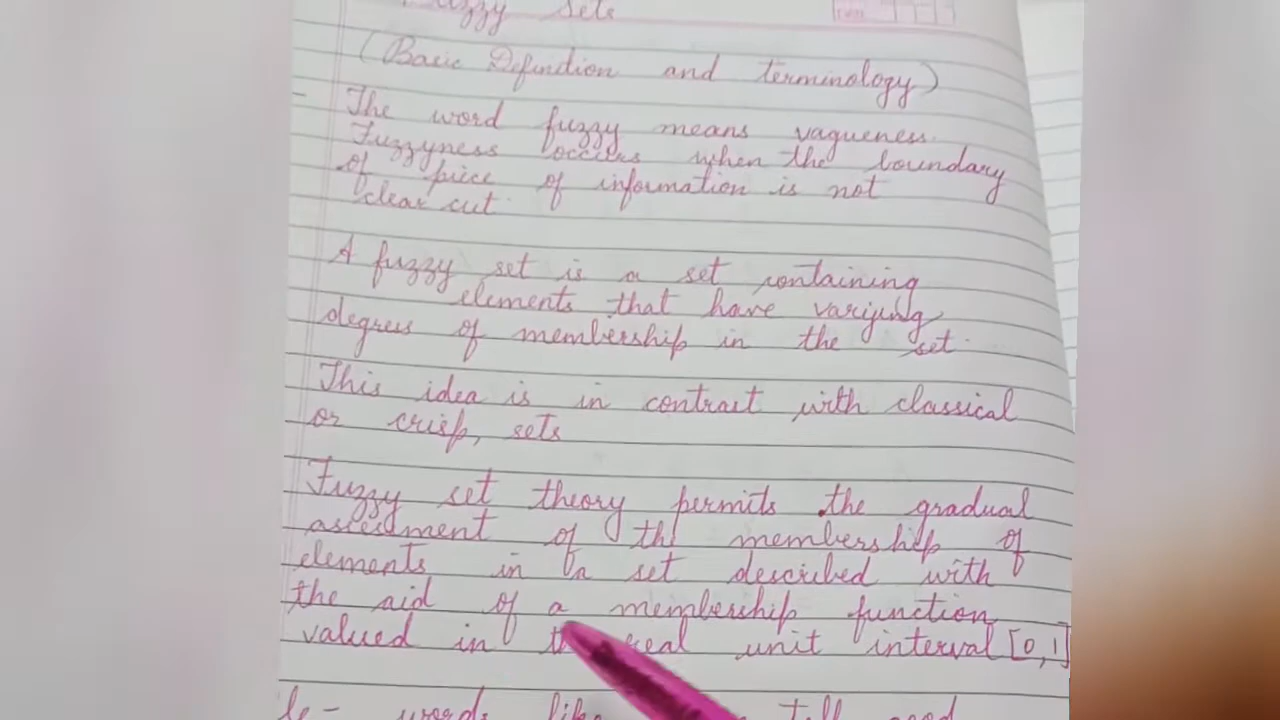 Fuzzy Sets
(Basic Definition and terminology)
- The word fuzzy means vagueness.
Fuzzyness occurs when the boundary
of piece of information is not
clear cut.
A fuzzy set is a set containing
elements that have varying
degrees of membership in the set.
This idea is in contrast with classical
or crisp, sets
Fuzzy set theory permits the gradual
assessment of the membership of
elements in a set described with
the aid of a membership function
valued in the real unit interval [0,1]
words like tall good